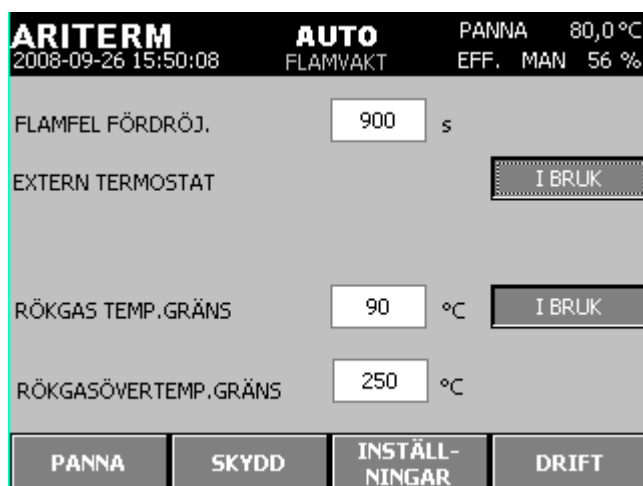 ARITERM AUTO PANNA 80,0 °C
2008-09-26 15:50:08 FLAMVAKT EFF. MAN 56 %
FLAMFEL FÖRDRÖJ. 900 s
EXTERN TERMOSTAT I BRUK
RÖKGAS TEMP.GRÄNS 90 °C I BRUK
RÖKGASÖVERTEMP.GRÄNS 250 °C
PANNA SKYDD INSTÄLL-
NINGAR DRIFT